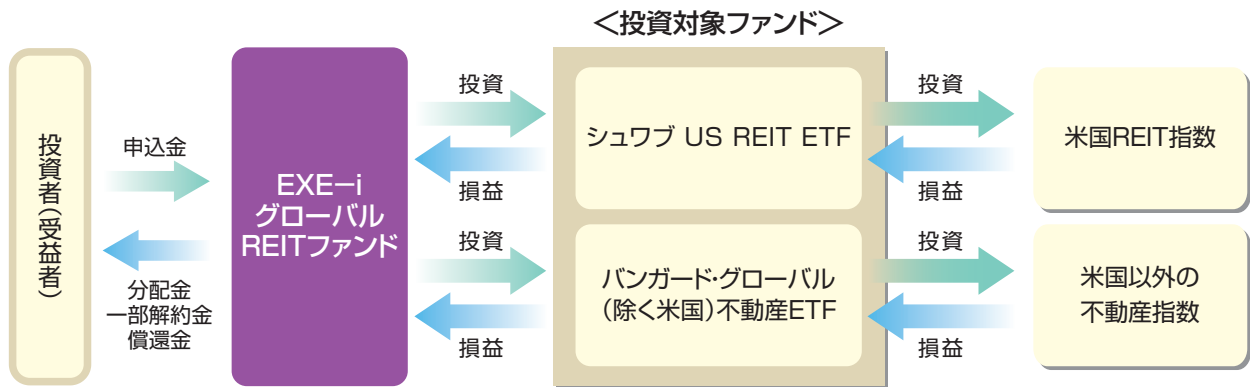 ＜投資対象ファンド＞
投資者(受益者)
申込金
分配金
一部解約金
償還金
EXE－i
グローバル
REITファンド
投資
損益
投資
損益
シュワブ US REIT ETF
バンガード・グローバル
(除く米国)不動産ETF
投資
損益
投資
損益
米国REIT指数
米国以外の
不動産指数